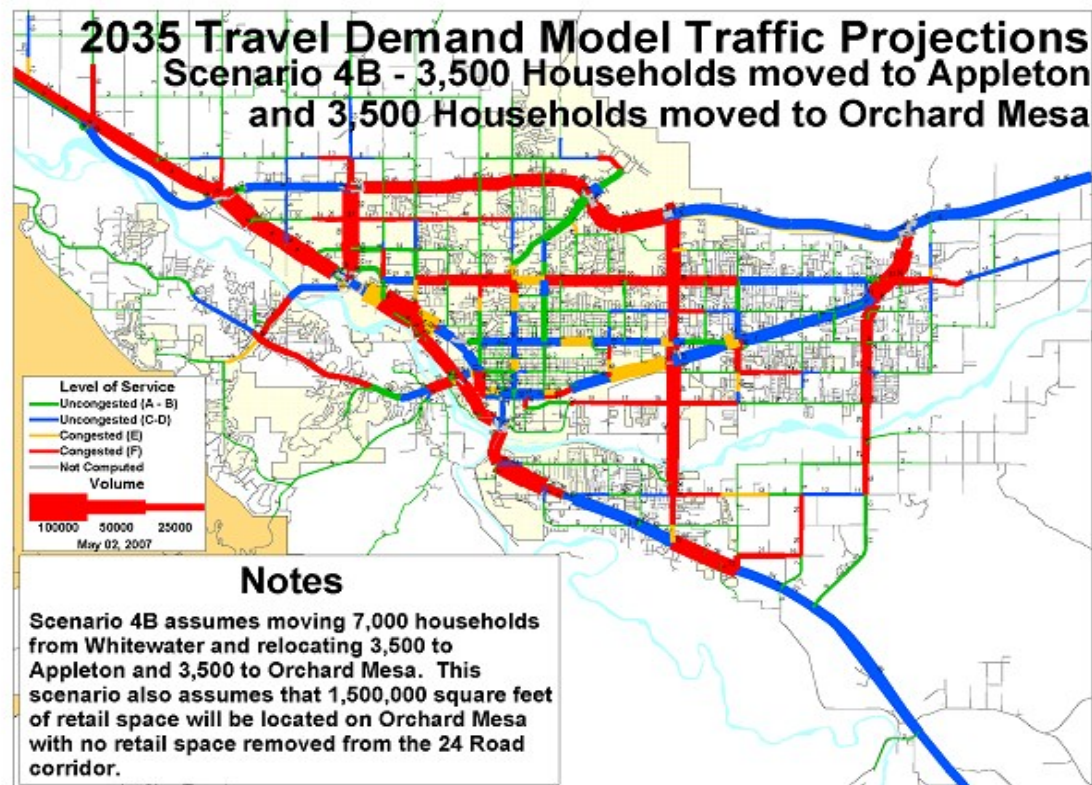 2035 Travel Demand Model Traffic Projections
Scenario 4B - 3,500 Households moved to Appleton
and 3,500 Households moved to Orchard Mesa
Level of Service
Uncongested (A - B)
Uncongested (C-D)
Congested (E)
Congested (F)
Not Computed
Volume
100000 50000 25000
May 02, 2007
Notes
Scenario 4B assumes moving 7,000 households
from Whitewater and relocating 3,500 to
Appleton and 3,500 to Orchard Mesa. This
scenario also assumes that 1,500,000 square feet
of retail space will be located on Orchard Mesa
with no retail space removed from the 24 Road
corridor.